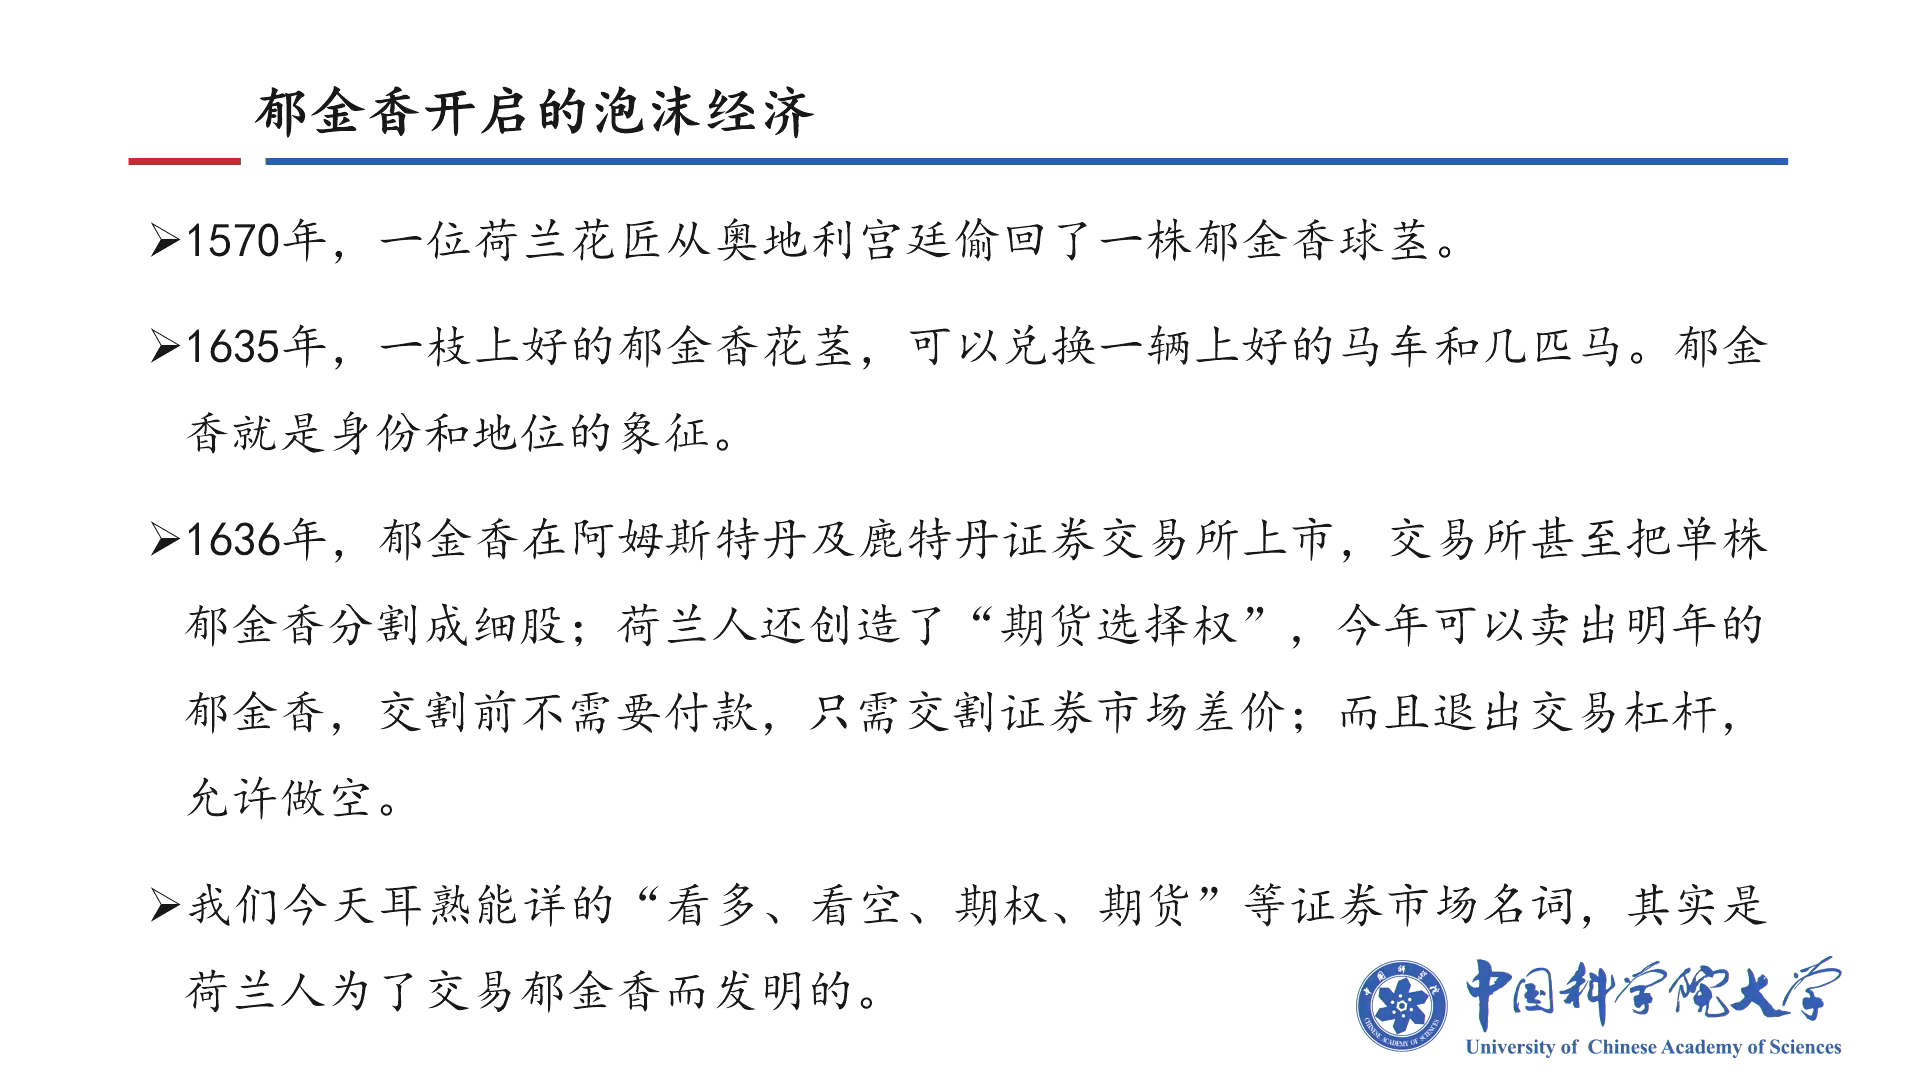 郁金香开启的泡沫经济
➢1570年，一位荷兰花匠从奥地利宫廷偷回了一株郁金香球茎。
➢1635年，一枝上好的郁金香花茎，可以兑换一辆上好的马车和几匹马。郁金
香就是身份和地位的象征。
➢1636年，郁金香在阿姆斯特丹及鹿特丹证券交易所上市，交易所甚至把单株
郁金香分割成细股；荷兰人还创造了“期货选择权”，今年可以卖出明年的
郁金香，交割前不需要付款，只需交割证券市场差价；而且退出交易杠杆，
允许做空。
➢我们今天耳熟能详的“看多、看空、期权、期货”等证券市场名词，其实是
荷兰人为了交易郁金香而发明的。
中国科学院
CHINESE ACADEMY OF SCIENCES
中国科学院大学
University of Chinese Academy of Sciences